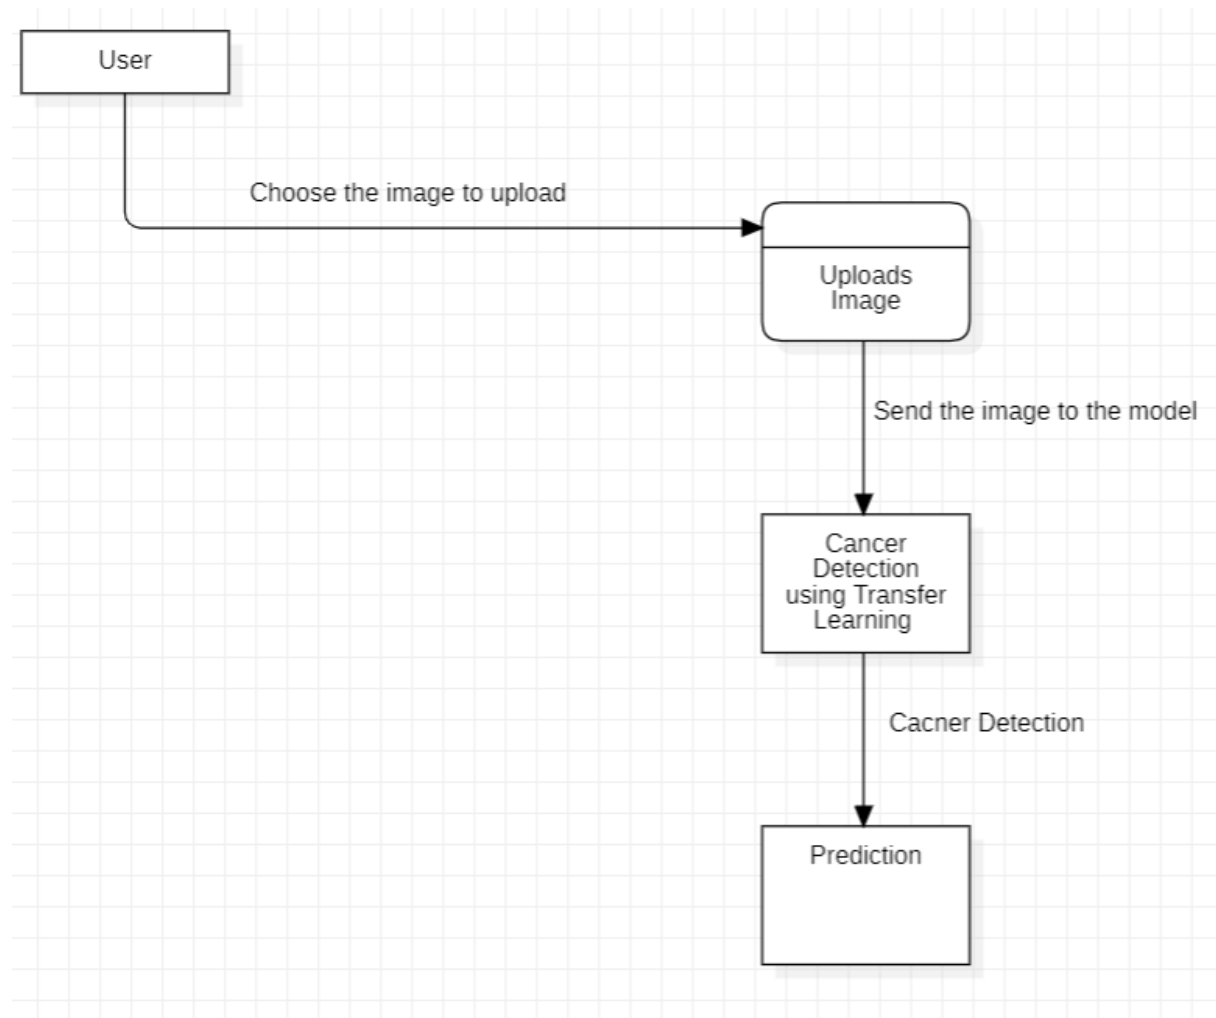 User
Choose the image to upload
Uploads
Image
Send the image to the model
Cancer
Detection
using Transfer
Learning
Cacner Detection
Prediction